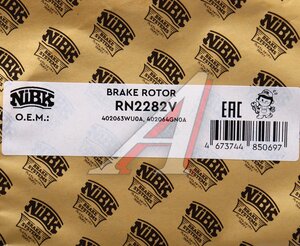 NiBK
BRAKE ROTOR
RN2282V
O.E.M.:
402063WU0A, 402064GN0A
EAC
4 673744 850697